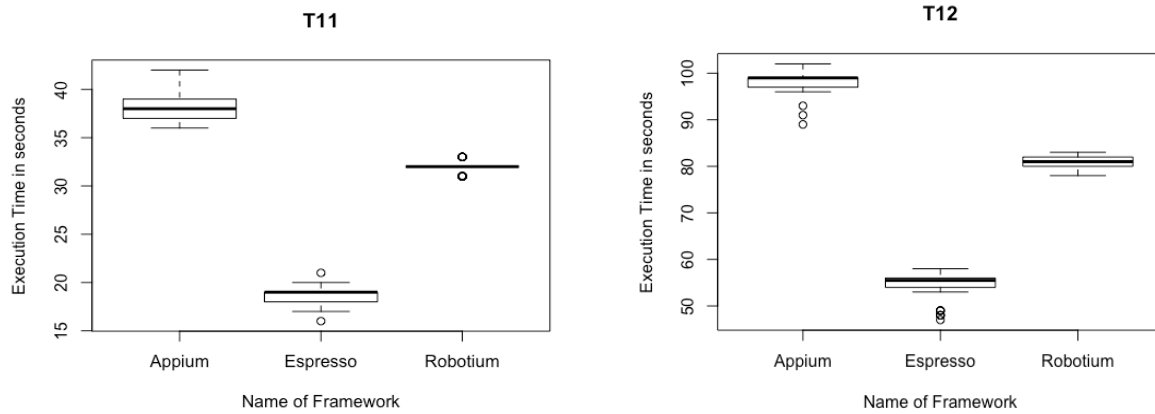 T11
Execution Time in seconds
40
35
30
25
20
15
Appium Espresso Robotium
Name of Framework
T12
Execution Time in seconds
100
90
80
70
60
50
Appium Espresso Robotium
Name of Framework